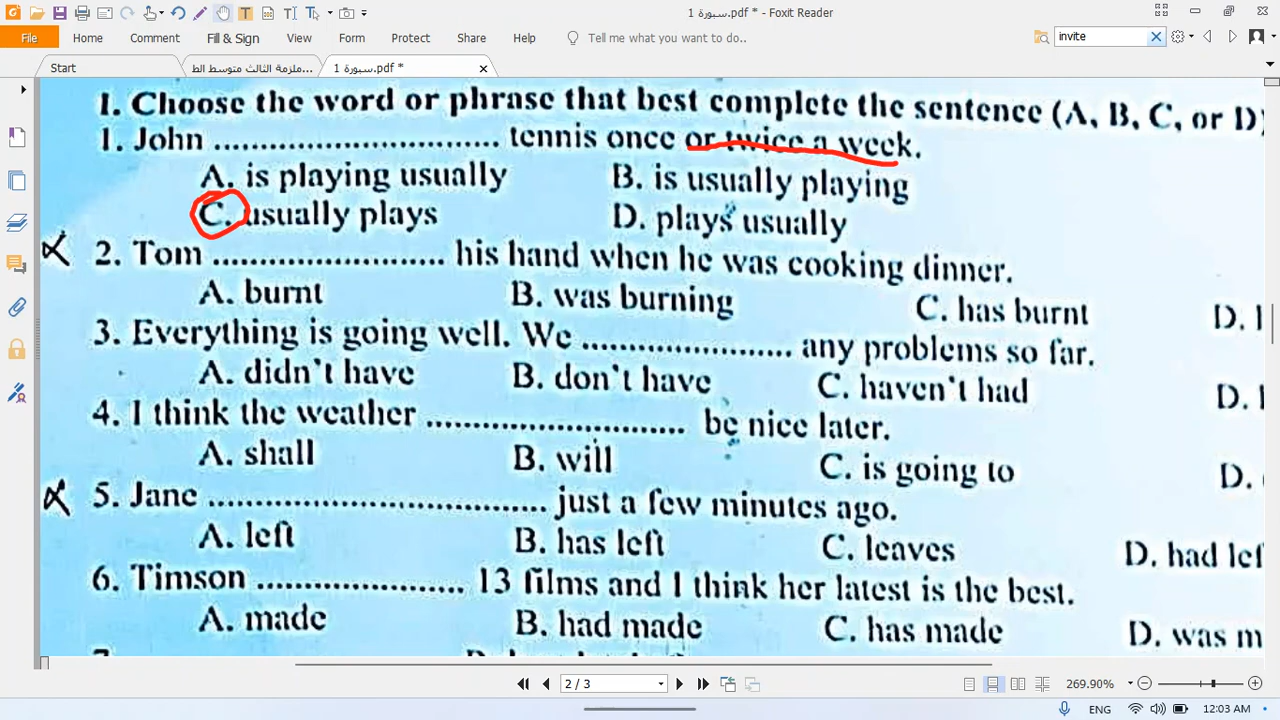 سبورة 1.pdf * - Foxit Reader
File Home Comment Fill & Sign View Form Protect Share Help Tell me what you want to do.. invite
Start ملزمة الثالث متوسط الط... سبورة 1.pdf *
I. Choose the word or phrase that best complete the sentence (A, B, C, or D)
1. John ................................ tennis once or twice a week.
A. is playing usually B. is usually playing
C. usually plays D. plays usually
2. Tom .......................... his hand when he was cooking dinner.
A. burnt B. was burning C. has burnt D.
3. Everything is going well. We ....................... any problems so far.
A. didn't have B. don't have C. haven't had D.
4. I think the weather ............................ be nice later.
A. shall B. will C. is going to D.
5. Jane ..................................... just a few minutes ago.
A. left B. has left C. leaves D. had lef
6. Timson ....................... 13 films and I think her latest is the best.
A. made B. had made C. has made D. was m
2 / 3 269.90%
ENG 12:03 AM